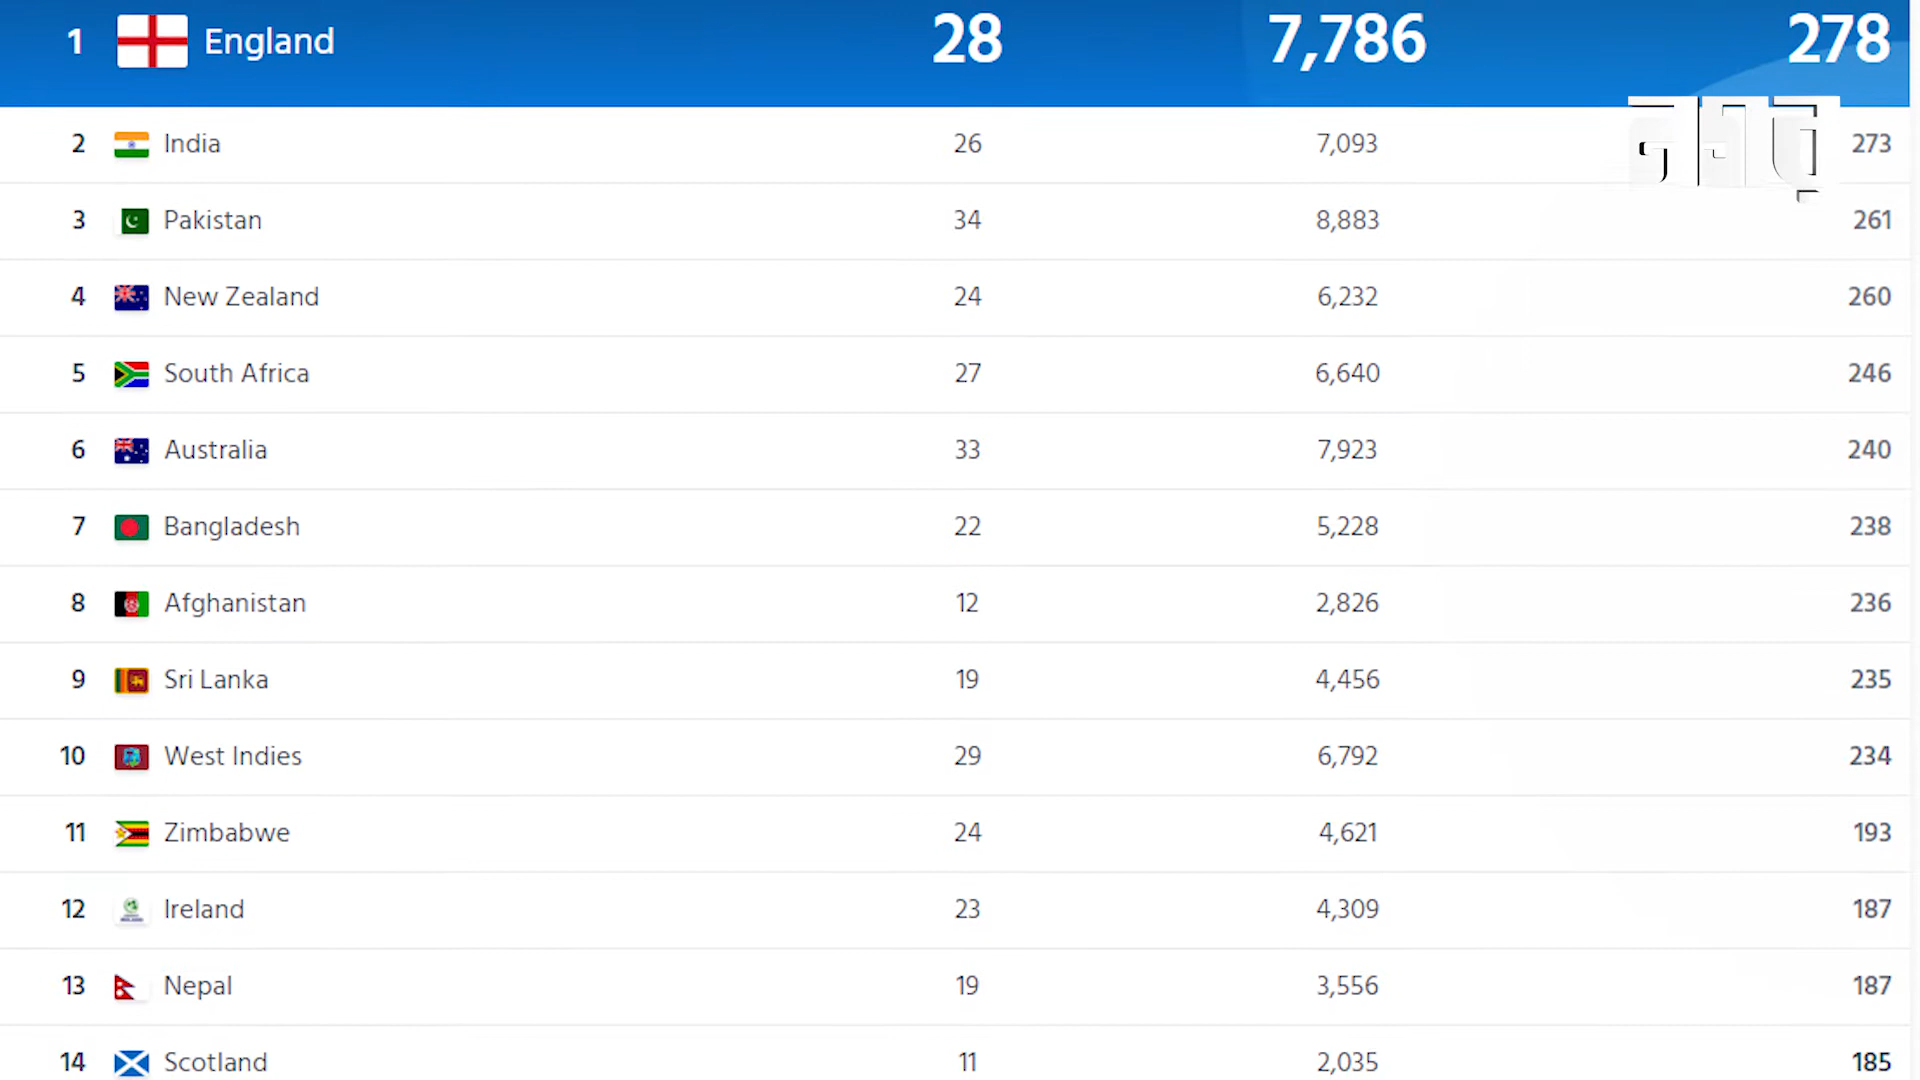 1 England 28 7,786 278
2 India 26 7,093 273
3 Pakistan 34 8,883 261
4 New Zealand 24 6,232 260
5 South Africa 27 6,640 246
6 Australia 33 7,923 240
7 Bangladesh 22 5,228 238
8 Afghanistan 12 2,826 236
9 Sri Lanka 19 4,456 235
10 West Indies 29 6,792 234
11 Zimbabwe 24 4,621 193
12 Ireland 23 4,309 187
13 Nepal 19 3,556 187
14 Scotland 11 2,035 185